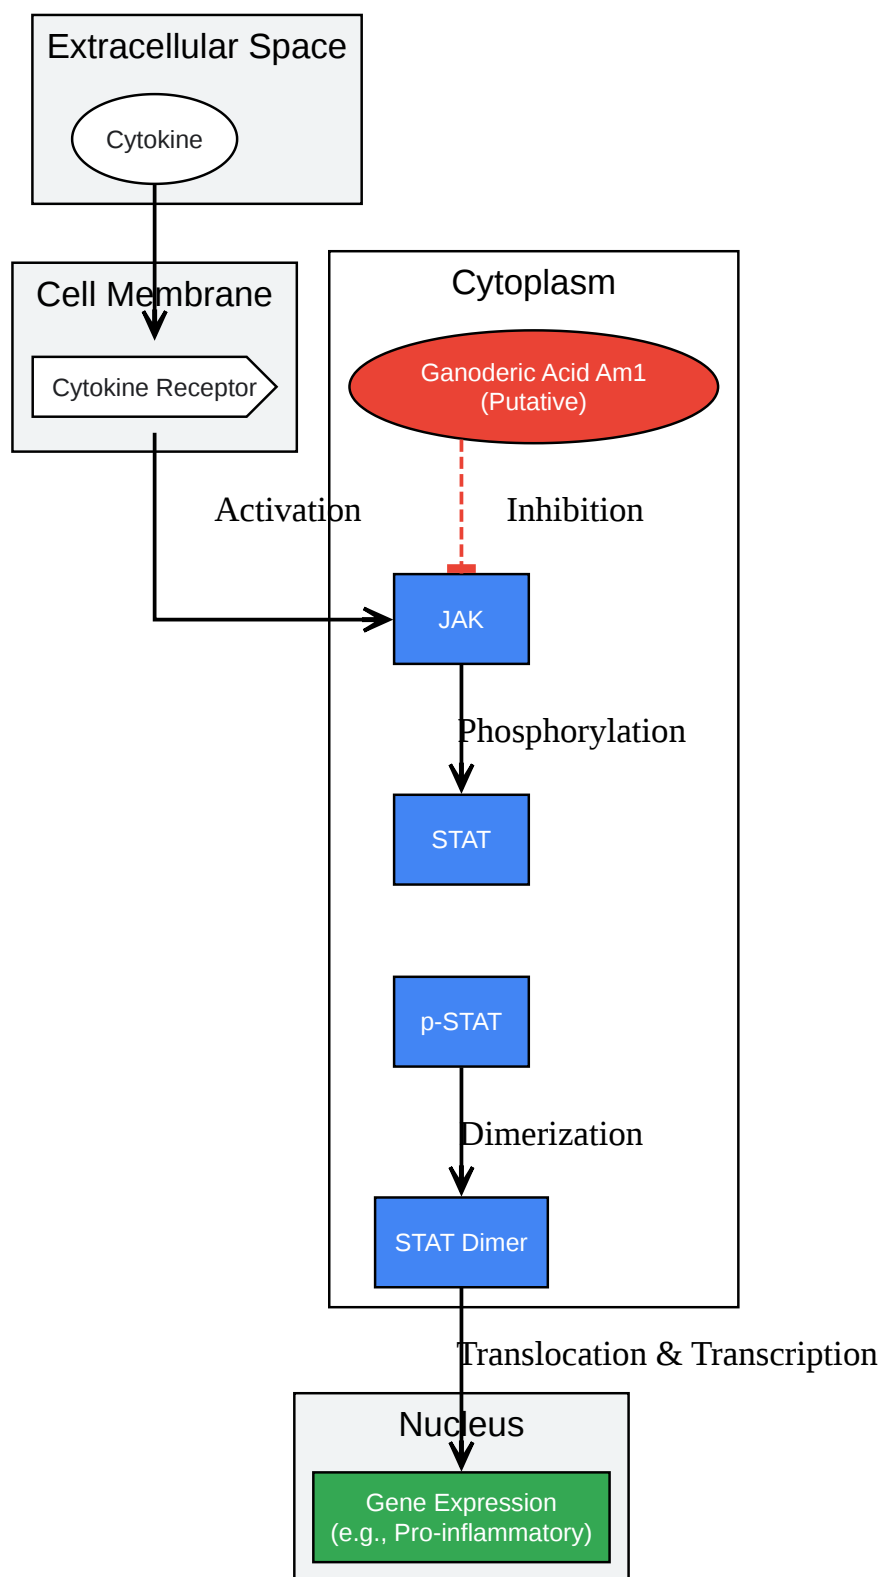 Extracellular Space
Cytokine
Cell Membrane
Cytokine Receptor
Cytoplasm
Ganoderic Acid Am1
(Putative)
Activation
Inhibition
JAK
Phosphorylation
STAT
p-STAT
Dimerization
STAT Dimer
Translocation & Transcription
Nucleus
Gene Expression
(e.g., Pro-inflammatory)